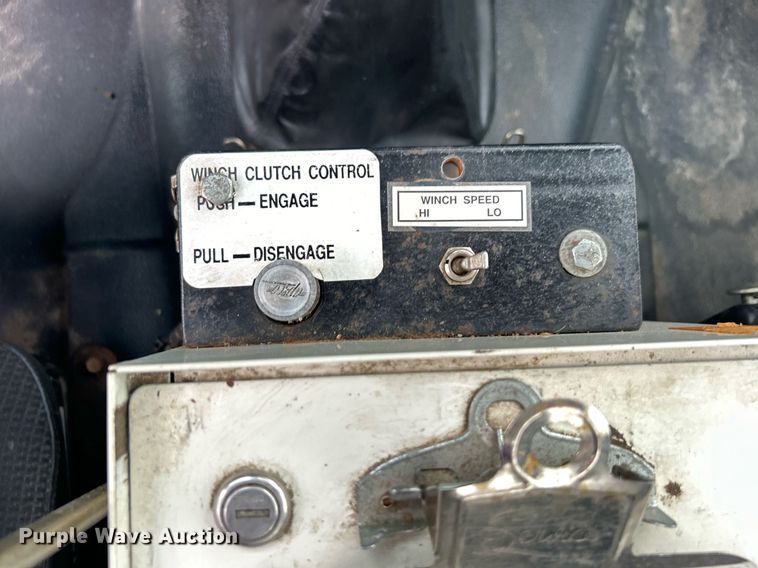 WINCH CLUTCH CONTROL
PUSH — ENGAGE
PULL — DISENGAGE
WINCH SPEED
HI LO
Purple Wave Auction